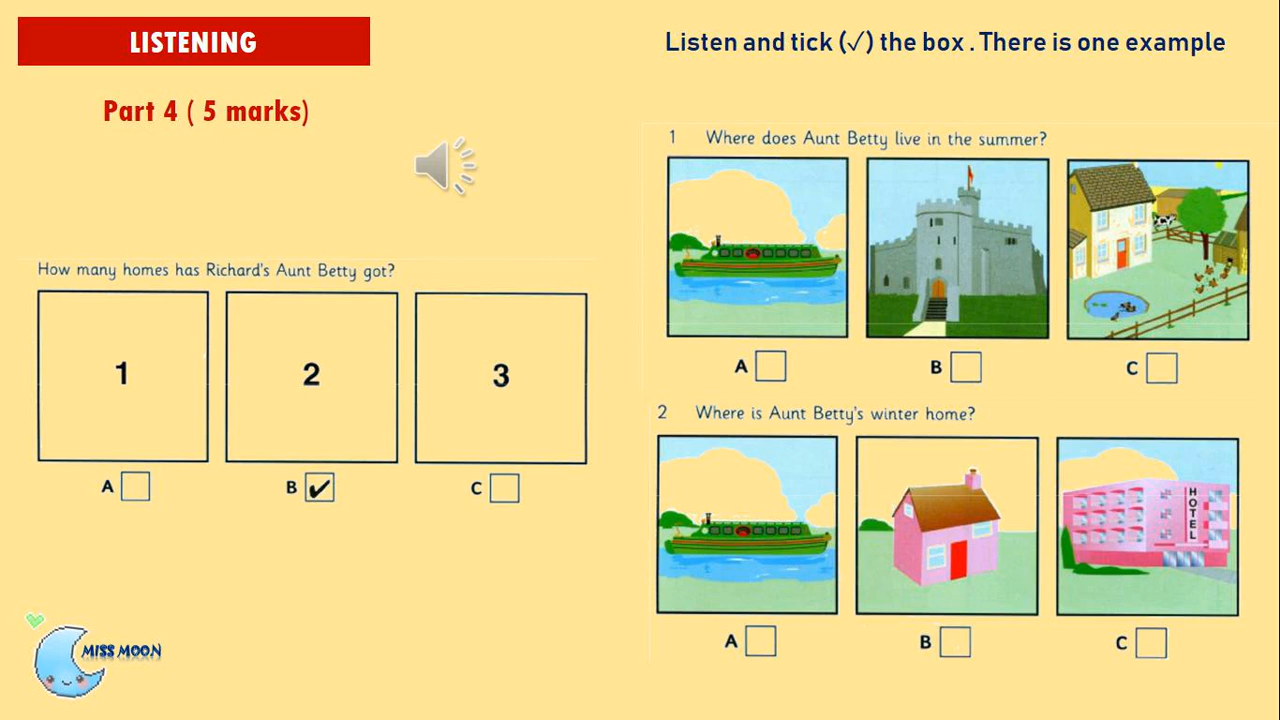 LISTENING
Part 4 ( 5 marks)
How many homes has Richard's Aunt Betty got?
1 2 3
A B ✔ C
MISS MOON
Listen and tick (✓) the box . There is one example
1 Where does Aunt Betty live in the summer?
A B C
2 Where is Aunt Betty's winter home?
HOTEL
A B C